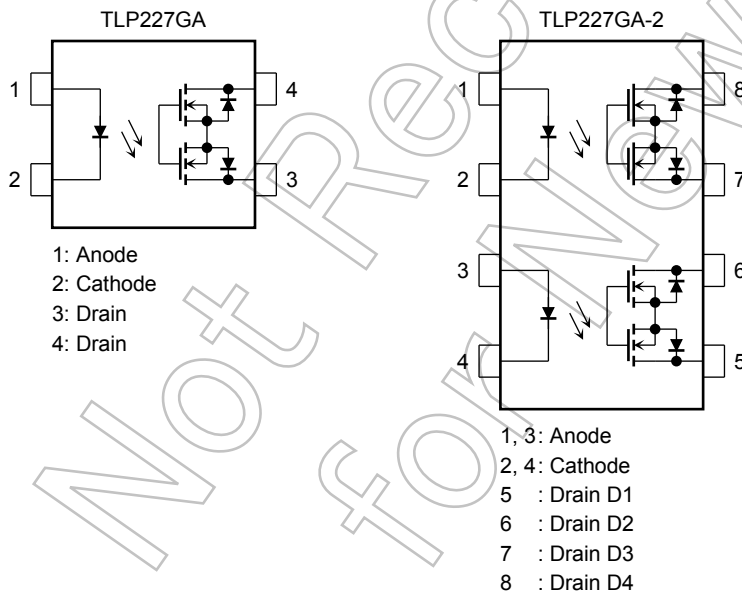 TLP227GA
1
2
4
3
1: Anode
2: Cathode
3: Drain
4: Drain
TLP227GA-2
1
2
3
4
8
7
6
5
1, 3: Anode
2, 4: Cathode
5 : Drain D1
6 : Drain D2
7 : Drain D3
8 : Drain D4
Not Rec
for New